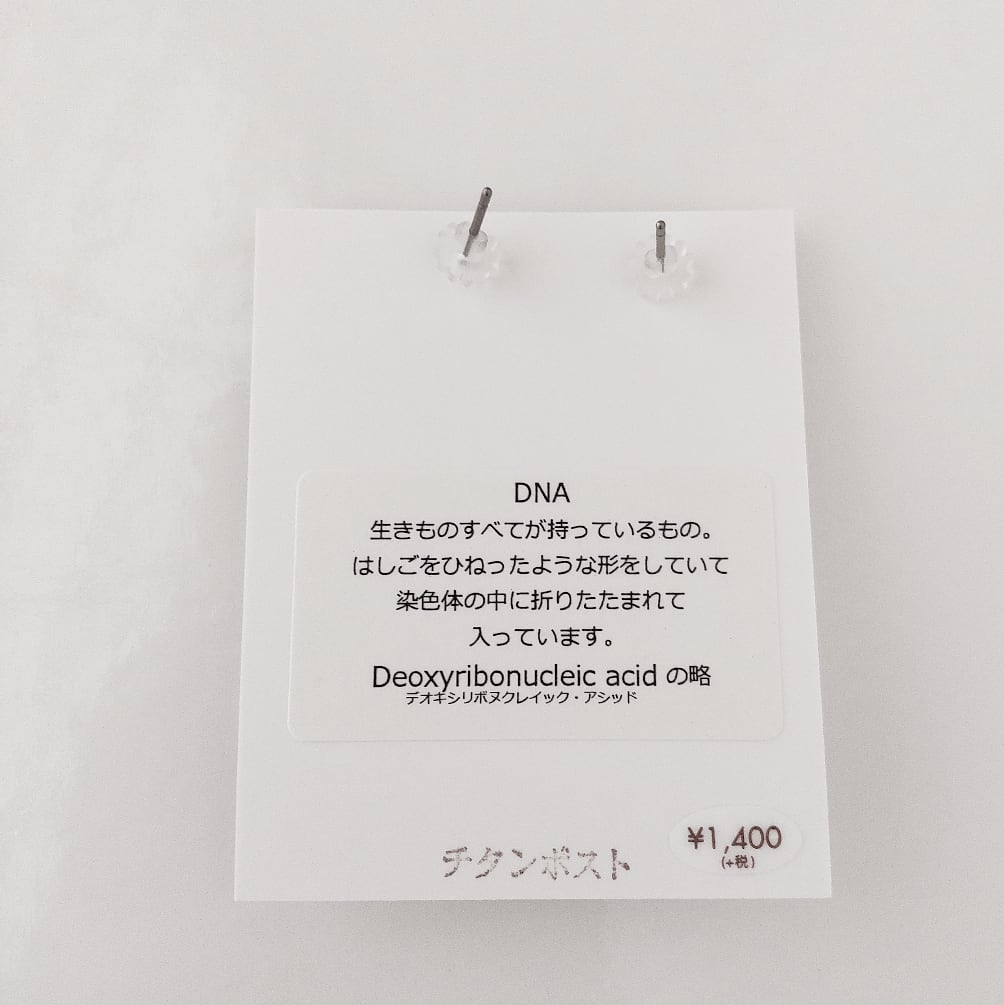 DNA
生きものすべてが持っているもの。
はしごをひねったような形をしていて
染色体の中に折りたたまれて
入っています。
Deoxyribonucleic acid の略
デオキシリボヌクレイック・アシッド
チタンポスト
¥1,400
(+税)